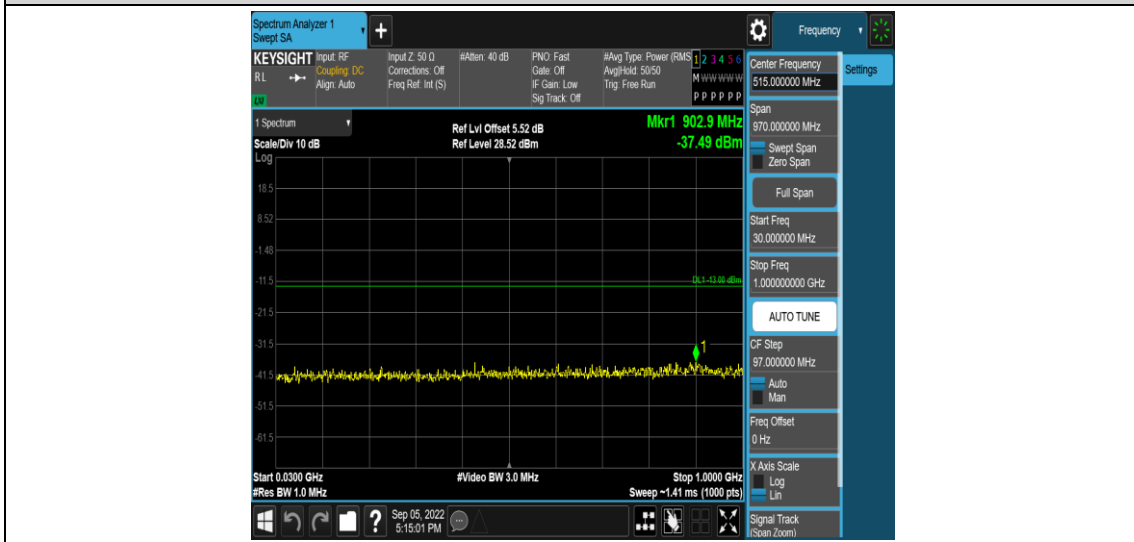 Spectrum Analyzer 1
Swept SA
Frequency
KEYSIGHT
RL
LXI
Input: RF
Coupling: DC
Align: Auto
Input Z: 50 Ω
Corrections: Off
Freq Ref: Int (S)
#Atten: 40 dB
PNO: Fast
Gate: Off
IF Gain: Low
Sig Track: Off
#Avg Type: Power (RMS
Avg|Hold: 50/50
Trig: Free Run
1 2 3 4 5 6
M W W W W W
P P P P P P
1 Spectrum
Scale/Div 10 dB
Ref Lvl Offset 5.52 dB
Ref Level 28.52 dBm
Mkr1 902.9 MHz
-37.49 dBm
Log
18.5
8.52
-1.48
-11.5
DL1 -13.00 dBm
-21.5
-31.5
1
-41.5
-51.5
-61.5
Start 0.0300 GHz
#Video BW 3.0 MHz
Stop 1.0000 GHz
#Res BW 1.0 MHz
Sweep ~1.41 ms (1000 pts)
?
Sep 05, 2022
5:15:01 PM
Center Frequency
515.000000 MHz
Settings
Span
970.000000 MHz
Swept Span
Zero Span
Full Span
Start Freq
30.000000 MHz
Stop Freq
1.000000000 GHz
AUTO TUNE
CF Step
97.000000 MHz
Auto
Man
Freq Offset
0 Hz
X Axis Scale
Log
Lin
Signal Track
(Span Zoom)